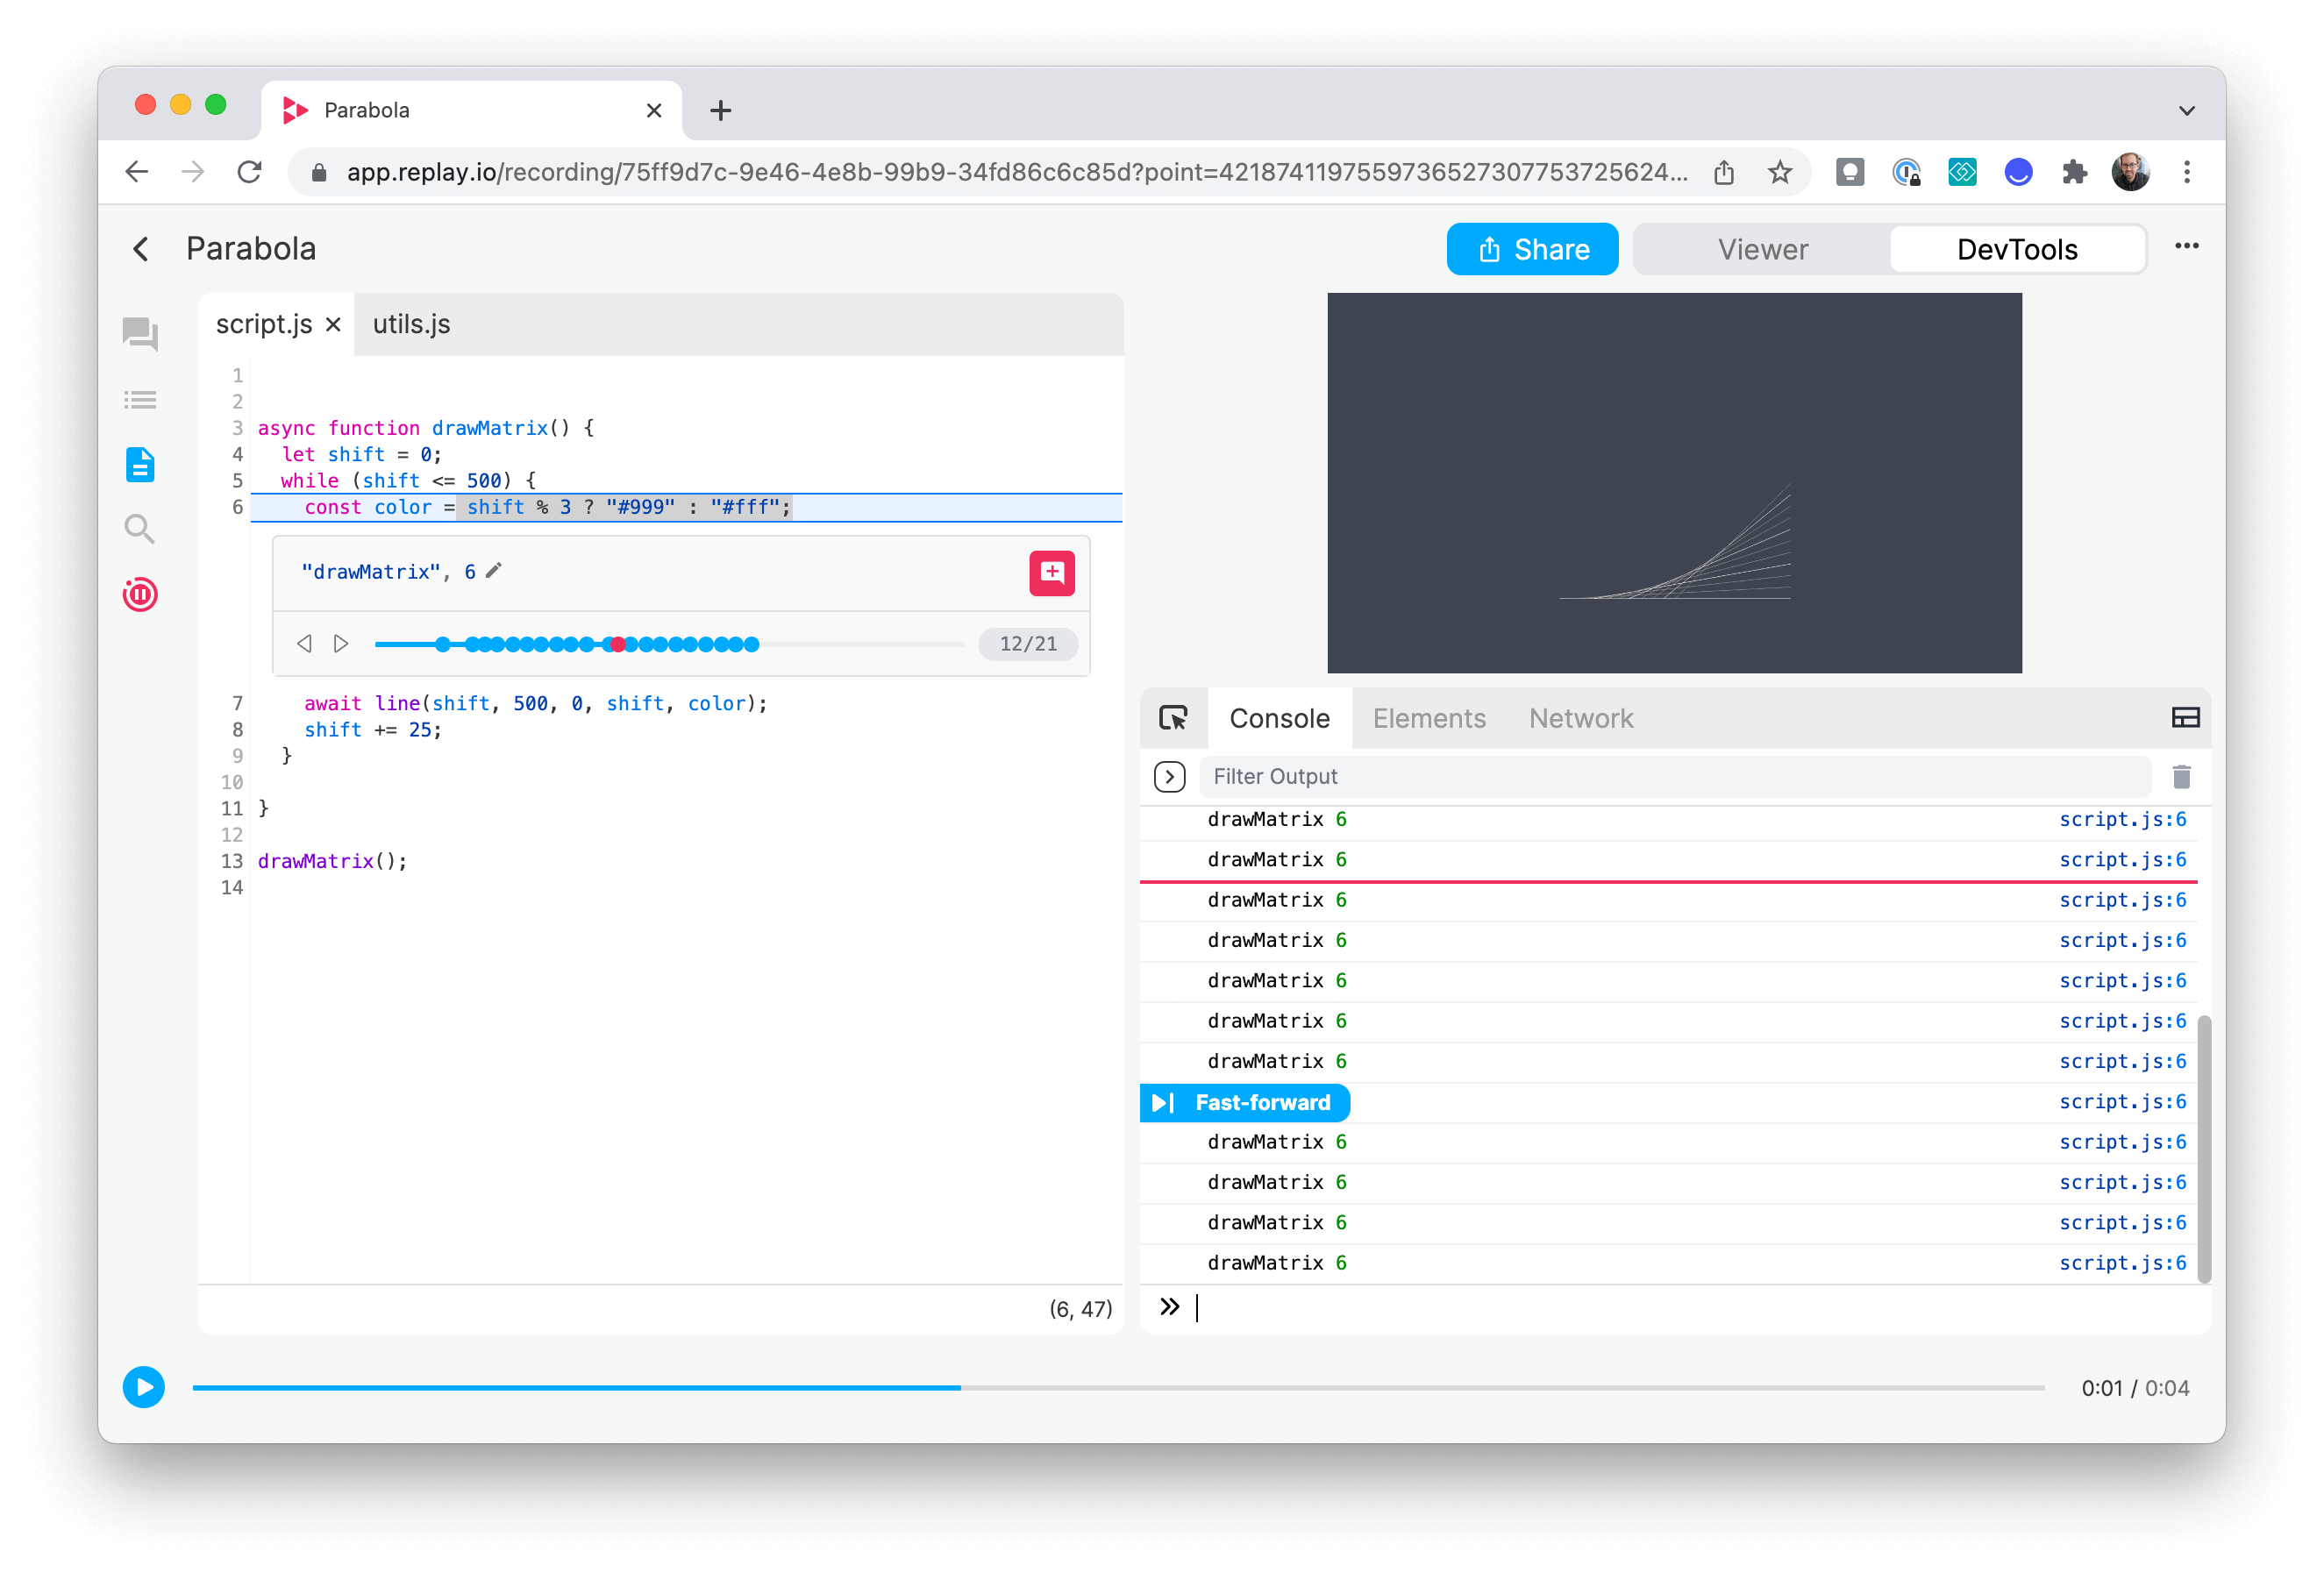 Parabola
app.replay.io/recording/75ff9d7c-9e46-4e8b-99b9-34fd86c6c85d?point=4218741197559736527307753725624...
Parabola
Share
Viewer
DevTools
script.js
utils.js
1
2
3 async function drawMatrix() {
4 let shift = 0;
5 while (shift <= 500) {
6 const color = shift % 3 ? "#999" : "#fff";
"drawMatrix", 6
12/21
7 await line(shift, 500, 0, shift, color);
8 shift += 25;
9 }
10
11 }
12
13 drawMatrix();
14
(6, 47)
Console
Elements
Network
Filter Output
drawMatrix 6 script.js:6
drawMatrix 6 script.js:6
drawMatrix 6 script.js:6
drawMatrix 6 script.js:6
drawMatrix 6 script.js:6
drawMatrix 6 script.js:6
drawMatrix 6 script.js:6
Fast-forward script.js:6
drawMatrix 6 script.js:6
drawMatrix 6 script.js:6
drawMatrix 6 script.js:6
drawMatrix 6 script.js:6
0:01 / 0:04